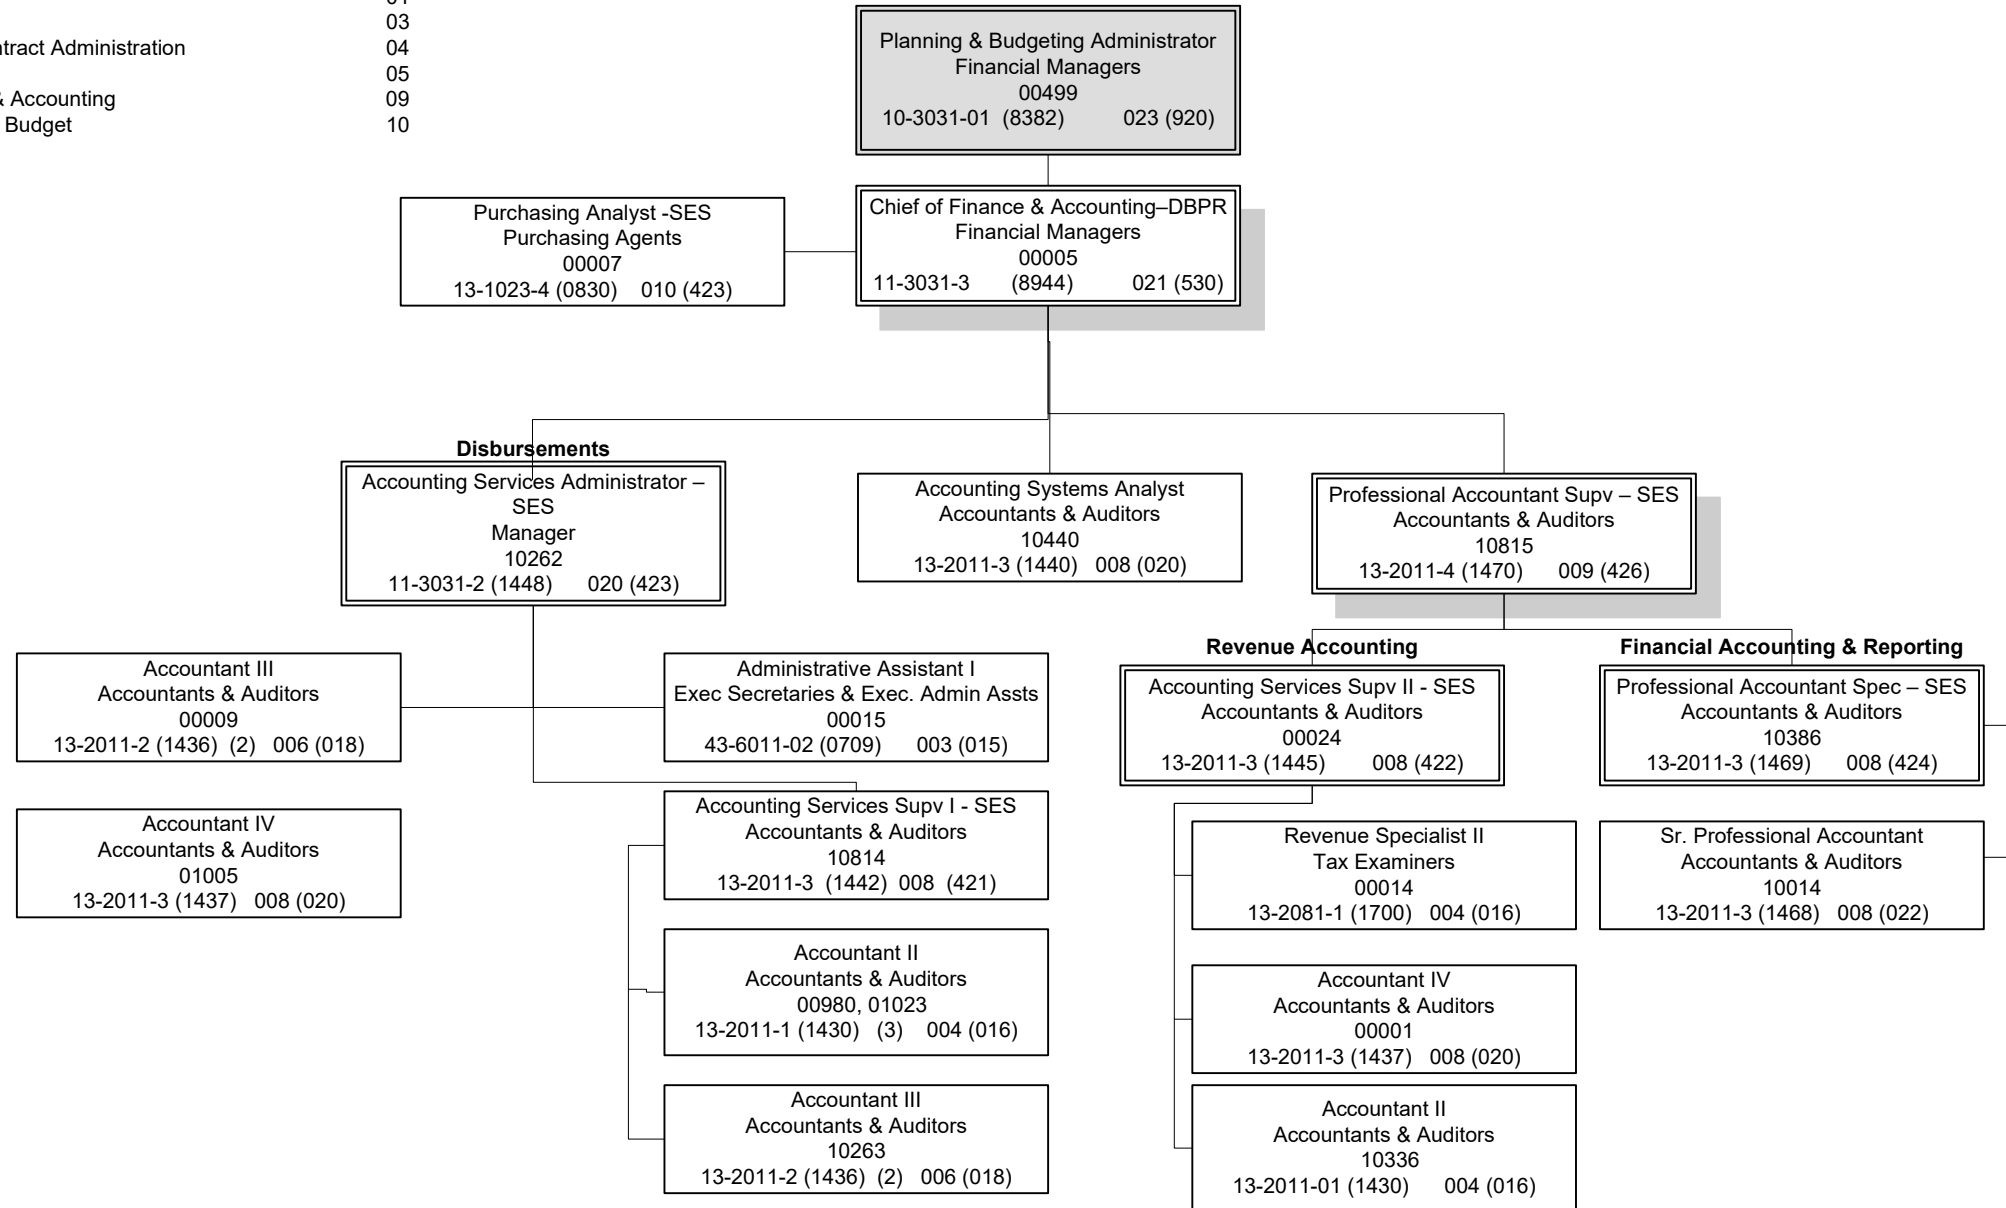 03
Administration 04
05
& Accounting 09
Budget 10
Planning & Budgeting Administrator
Financial Managers
00499
10-3031-01 (8382) 023 (920)
Purchasing Analyst -SES
Purchasing Agents
00007
13-1023-4 (0830) 010 (423)
Chief of Finance & Accounting–DBPR
Financial Managers
00005
11-3031-3 (8944) 021 (530)
Disbursements
Accounting Services Administrator –
SES
Manager
10262
11-3031-2 (1448) 020 (423)
Accounting Systems Analyst
Accountants & Auditors
10440
13-2011-3 (1440) 008 (020)
Professional Accountant Supv – SES
Accountants & Auditors
10815
13-2011-4 (1470) 009 (426)
Accountant III
Accountants & Auditors
00009
13-2011-2 (1436) (2) 006 (018)
Administrative Assistant I
Exec Secretaries & Exec. Admin Assts
00015
43-6011-02 (0709) 003 (015)
Revenue Accounting
Accounting Services Supv II - SES
Accountants & Auditors
00024
13-2011-3 (1445) 008 (422)
Financial Accounting & Reporting
Professional Accountant Spec – SES
Accountants & Auditors
10386
13-2011-3 (1469) 008 (424)
Accountant IV
Accountants & Auditors
01005
13-2011-3 (1437) 008 (020)
Accounting Services Supv I - SES
Accountants & Auditors
10814
13-2011-3 (1442) 008 (421)
Accountant II
Accountants & Auditors
00980, 01023
13-2011-1 (1430) (3) 004 (016)
Accountant III
Accountants & Auditors
10263
13-2011-2 (1436) (2) 006 (018)
Revenue Specialist II
Tax Examiners
00014
13-2081-1 (1700) 004 (016)
Accountant IV
Accountants & Auditors
00001
13-2011-3 (1437) 008 (020)
Accountant II
Accountants & Auditors
10336
13-2011-01 (1430) 004 (016)
Sr. Professional Accountant
Accountants & Auditors
10014
13-2011-3 (1468) 008 (022)